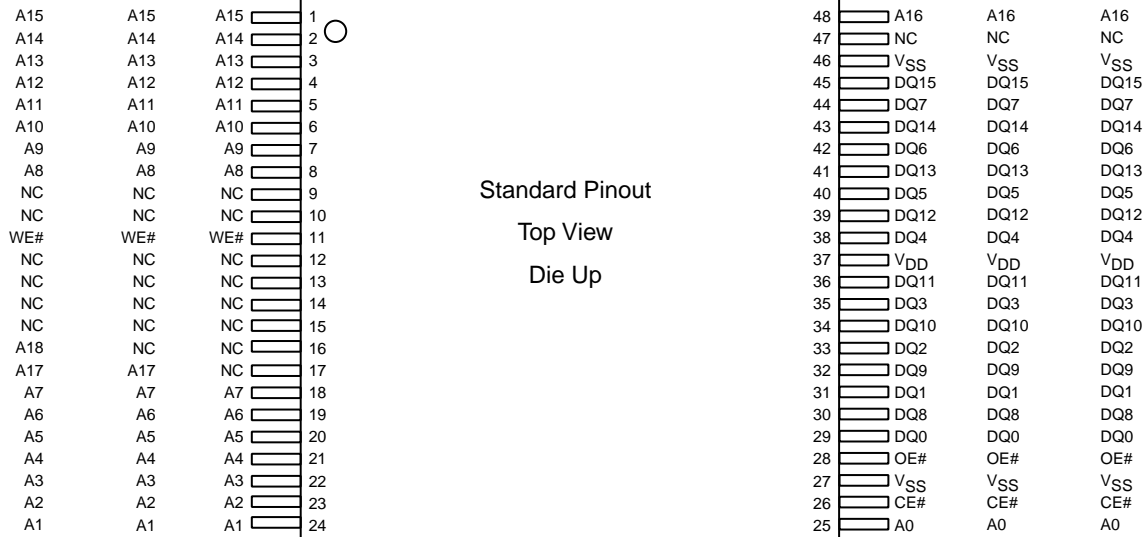 A15 A15 A15 1 48 A16 A16 A16
A14 A14 A14 2 47 NC NC NC
A13 A13 A13 3 46 VSS VSS VSS
A12 A12 A12 4 45 DQ15 DQ15 DQ15
A11 A11 A11 5 44 DQ7 DQ7 DQ7
A10 A10 A10 6 43 DQ14 DQ14 DQ14
A9 A9 A9 7 42 DQ6 DQ6 DQ6
A8 A8 A8 8 41 DQ13 DQ13 DQ13
NC NC NC 9 Standard Pinout 40 DQ5 DQ5 DQ5
NC NC NC 10 39 DQ12 DQ12 DQ12
WE# WE# WE# 11 Top View 38 DQ4 DQ4 DQ4
NC NC NC 12 37 VDD VDD VDD
NC NC NC 13 Die Up 36 DQ11 DQ11 DQ11
NC NC NC 14 35 DQ3 DQ3 DQ3
NC NC NC 15 34 DQ10 DQ10 DQ10
A18 NC NC 16 33 DQ2 DQ2 DQ2
A17 A17 NC 17 32 DQ9 DQ9 DQ9
A7 A7 A7 18 31 DQ1 DQ1 DQ1
A6 A6 A6 19 30 DQ8 DQ8 DQ8
A5 A5 A5 20 29 DQ0 DQ0 DQ0
A4 A4 A4 21 28 OE# OE# OE#
A3 A3 A3 22 27 VSS VSS VSS
A2 A2 A2 23 26 CE# CE# CE#
A1 A1 A1 24 25 A0 A0 A0